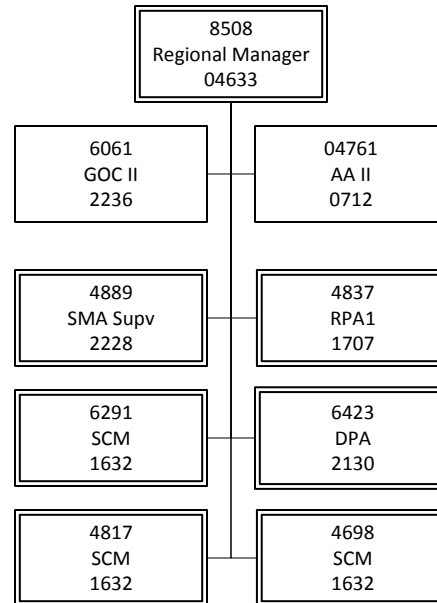 8508
Regional Manager
04633
6061
GOC II
2236
04761
AA II
0712
4889
SMA Supv
2228
4837
RPA1
1707
6291
SCM
1632
6423
DPA
2130
4817
SCM
1632
4698
SCM
1632